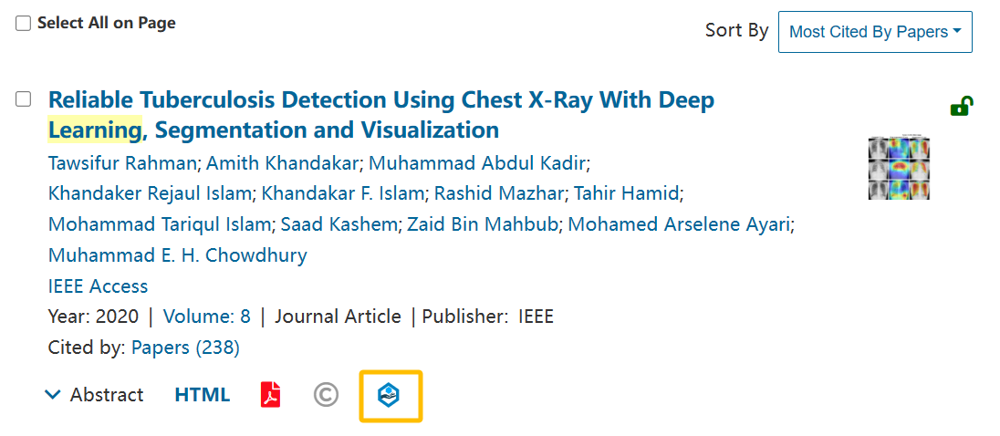 Select All on Page
Sort By Most Cited By Papers
Reliable Tuberculosis Detection Using Chest X-Ray With Deep
Learning, Segmentation and Visualization
Tawsifur Rahman; Amith Khandakar; Muhammad Abdul Kadir;
Khandaker Rejaul Islam; Khandakar F. Islam; Rashid Mazhar; Tahir Hamid;
Mohammad Tariqul Islam; Saad Kashem; Zaid Bin Mahbub; Mohamed Arselene Ayari;
Muhammad E. H. Chowdhury
IEEE Access
Year: 2020 | Volume: 8 | Journal Article | Publisher: IEEE
Cited by: Papers (238)
Abstract HTML ©